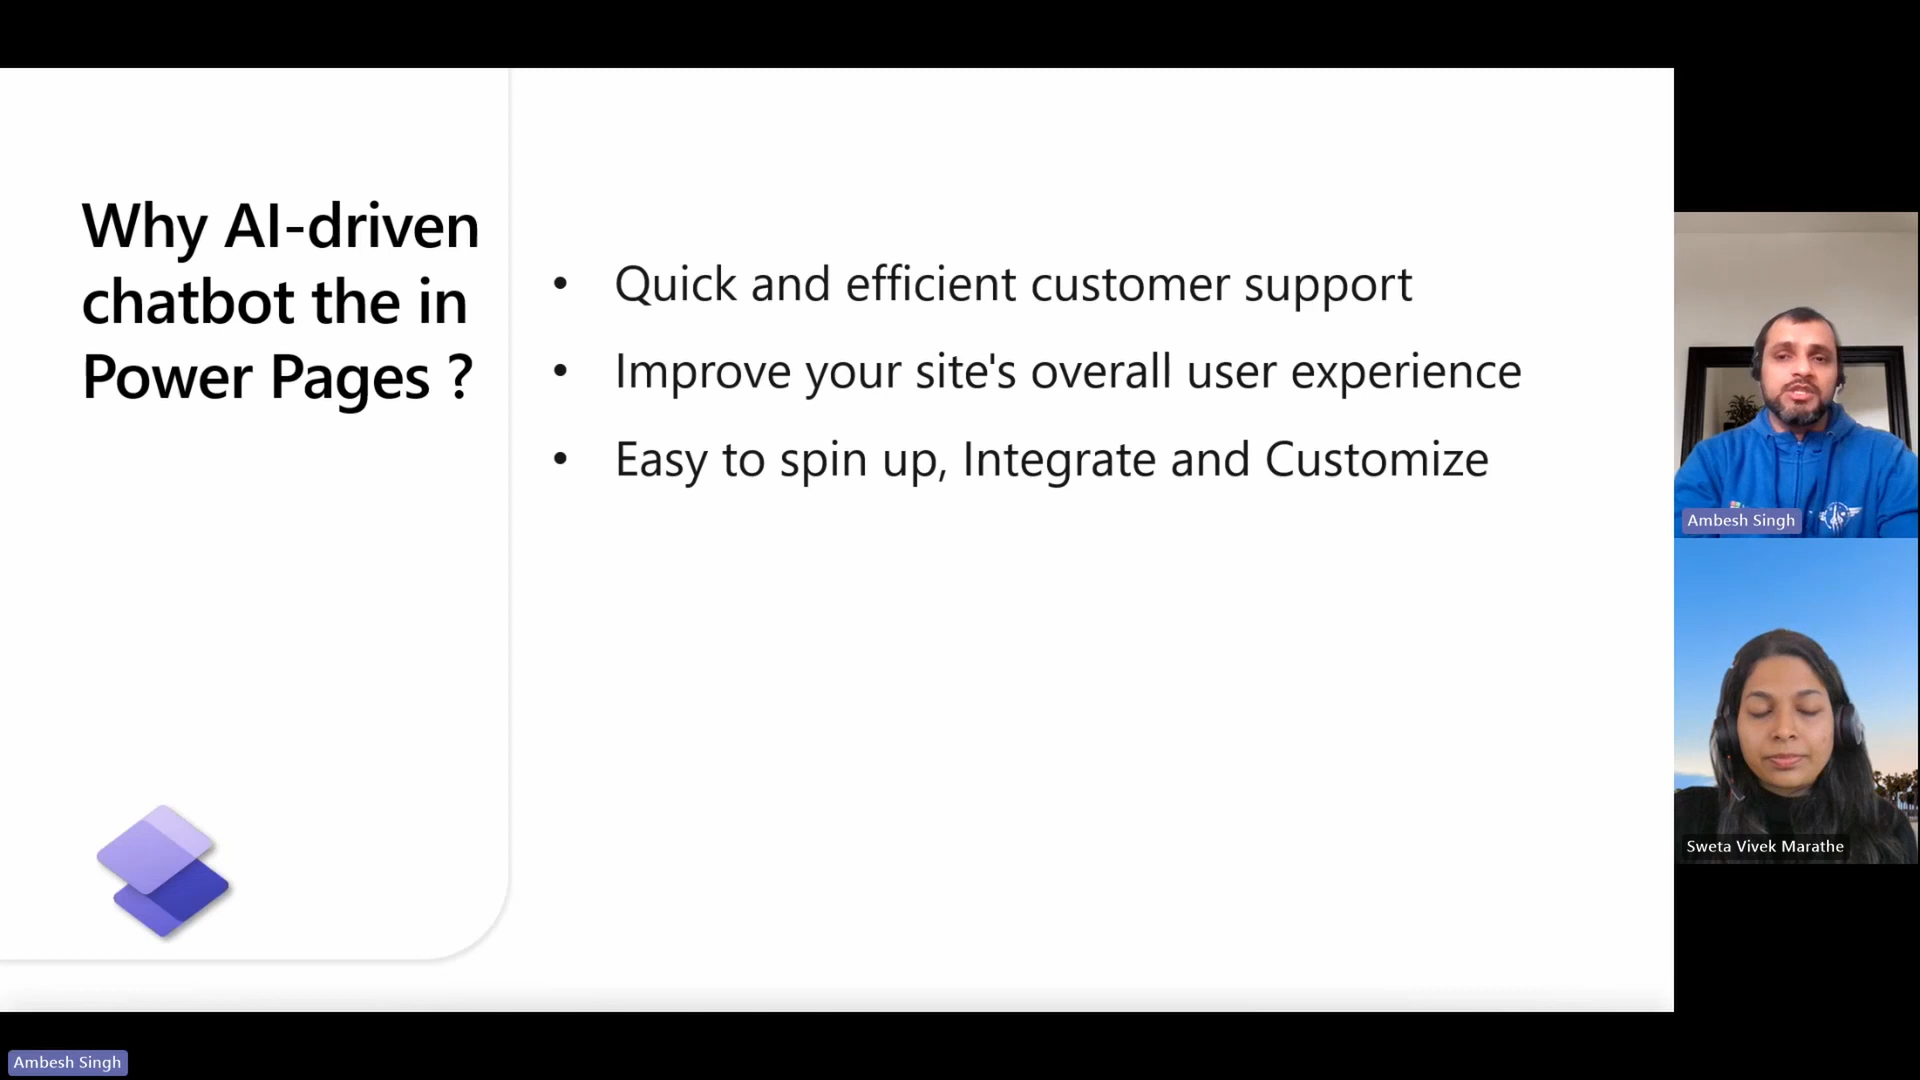 Why AI-driven
chatbot the in
Power Pages ?
• Quick and efficient customer support
• Improve your site's overall user experience
• Easy to spin up, Integrate and Customize
Ambesh Singh
Sweta Vivek Marathe
Ambesh Singh